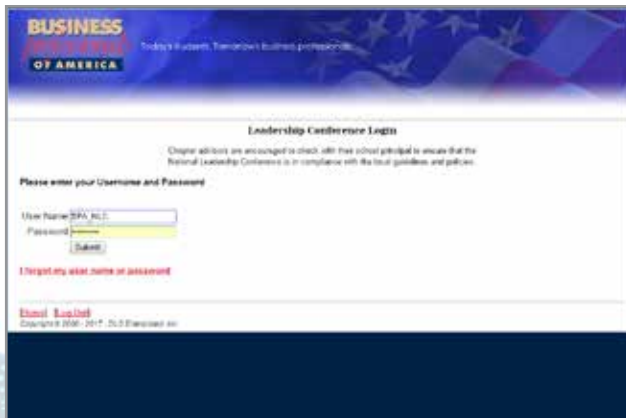 BUSINESS
PROFESSIONALS
OF AMERICA
Today's students. Tomorrow's business professionals.
Leadership Conference Login
Chapter advisors are encouraged to check with their school principal to ensure that the
National Leadership Conference is in compliance with the local guidelines and policies.
Please enter your Username and Password
User Name BPA_NLC
Password
Submit
I forgot my user name or password
[Home] [Log Out]
Copyright © 2006 - 2017